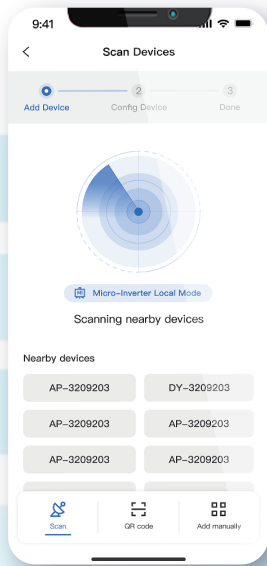 9:41
Scan Devices
2
3
Add Device
Config Device
Done
MI
Micro-Inverter Local Mode
Scanning nearby devices
Nearby devices
AP-3209203
DY-3209203
AP-3209203
AP-3209203
AP-3209203
AP-3209203
Scan
QR code
Add manually